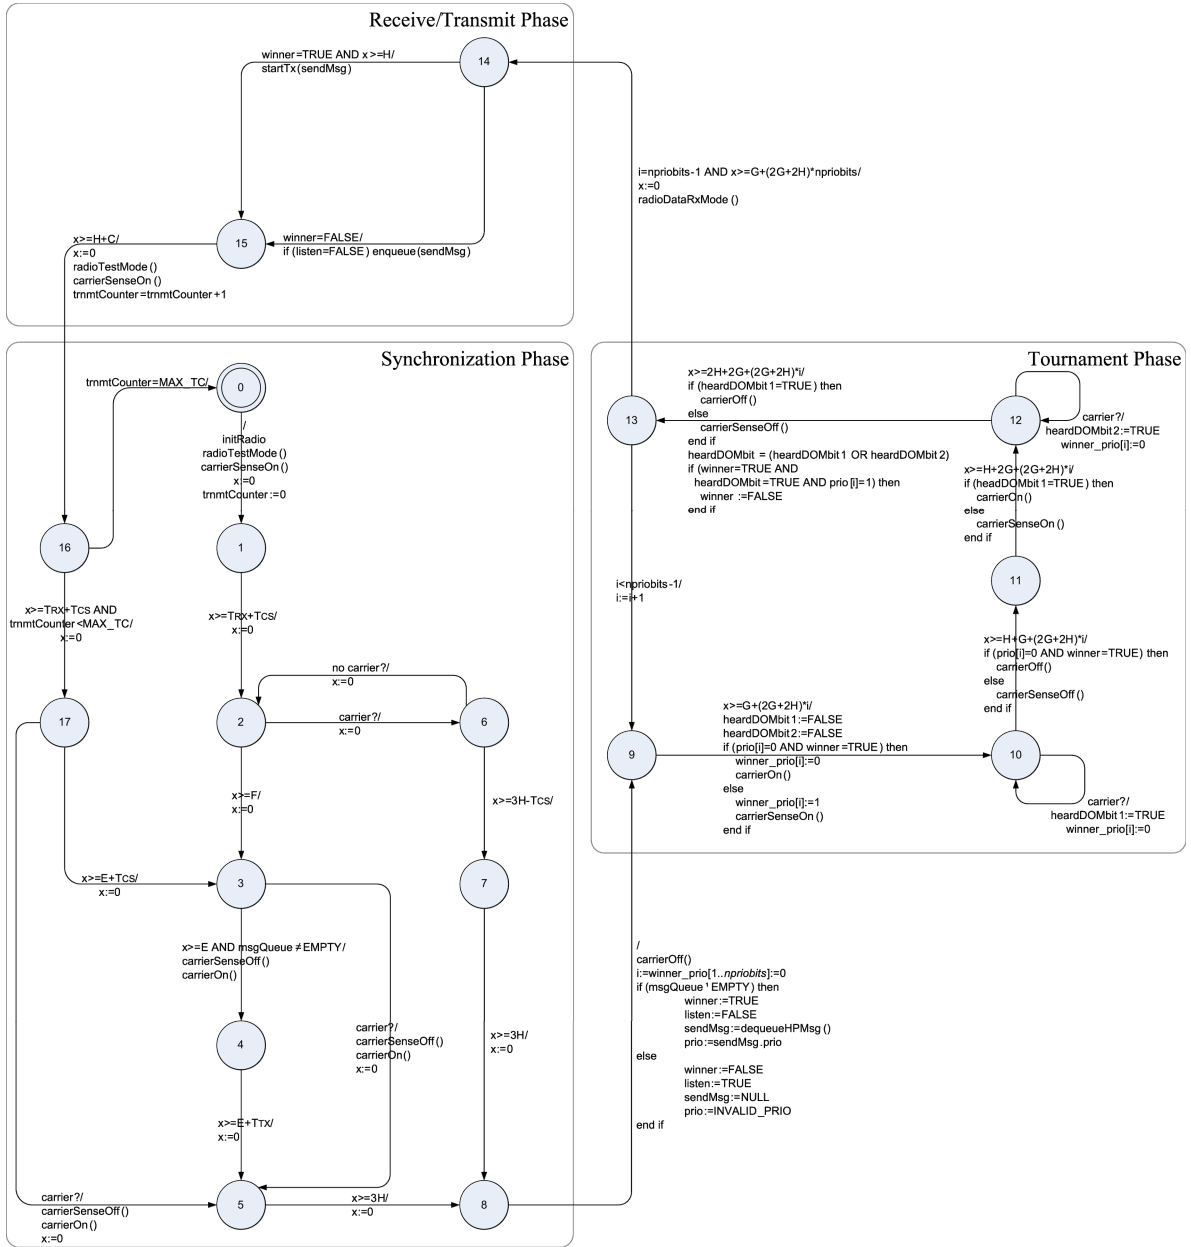 Receive/Transmit Phase
winner=TRUE AND x>=H/
startTx(sendMsg)
14
15
winner=FALSE/
if (listen=FALSE) enqueue(sendMsg)
x>=H+C/
x:=0
radioTestMode()
carrierSenseOn()
trnmtCounter=trnmtCounter+1
i=npriobits-1 AND x>=G+(2G+2H)*npriobits/
x:=0
radioDataRxMode()
Synchronization Phase
trnmtCounter=MAX_TC/
0
/
initRadio
radioTestMode()
carrierSenseOn()
x:=0
trnmtCounter:=0
16
1
x>=TRX+TCS AND
trnmtCounter<MAX_TC/
x:=0
x>=TRX+TCS/
x:=0
no carrier?/
x:=0
17
2
carrier?/
x:=0
6
x>=F/
x:=0
x>=3H-TCS/
x>=E+TCS/
x:=0
3
7
x>=E AND msgQueue≠EMPTY/
carrierSenseOff()
carrierOn()
4
carrier?/
carrierSenseOff()
carrierOn()
x:=0
x>=3H/
x:=0
x>=E+TTX/
x:=0
carrier?/
carrierSenseOff()
carrierOn()
x:=0
5
x>=3H/
x:=0
8
Tournament Phase
x>=2H+2G+(2G+2H)*i/
if (heardDOMbit1=TRUE) then
carrierOff()
else
carrierSenseOff()
end if
heardDOMbit = (heardDOMbit1 OR heardDOMbit2)
if (winner=TRUE AND
heardDOMbit=TRUE AND prio[i]=1) then
winner :=FALSE
end if
13
12
carrier?/
heardDOMbit2:=TRUE
winner_prio[i]:=0
x>=H+2G+(2G+2H)*i/
if (headDOMbit1=TRUE) then
carrierOn()
else
carrierSenseOn()
end if
11
i<npriobits-1/
i:=i+1
x>=H+G+(2G+2H)*i/
if (prio[i]=0 AND winner=TRUE) then
carrierOff()
else
carrierSenseOff()
end if
9
x>=G+(2G+2H)*i/
heardDOMbit1:=FALSE
heardDOMbit2:=FALSE
if (prio[i]=0 AND winner=TRUE) then
winner_prio[i]:=0
carrierOn()
else
winner_prio[i]:=1
carrierSenseOn()
end if
10
carrier?/
heardDOMbit1:=TRUE
winner_prio[i]:=0
/
carrierOff()
i:=winner_prio[1..npriobits]:=0
if (msgQueue ¹ EMPTY) then
winner:=TRUE
listen:=FALSE
sendMsg:=dequeueHPMsg()
prio:=sendMsg.prio
else
winner:=FALSE
listen:=TRUE
sendMsg:=NULL
prio:=INVALID_PRIO
end if